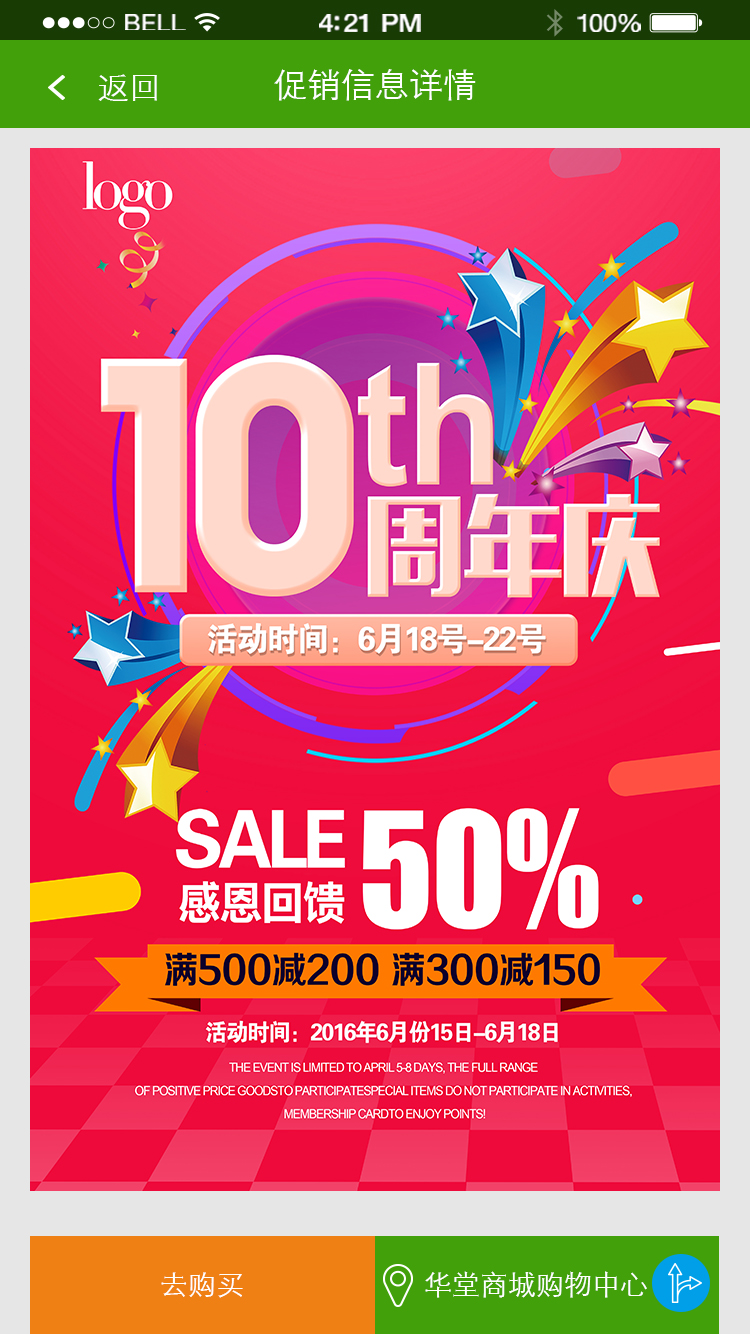 BELL 4:21 PM 100%
返回 促销信息详情
logo
10th
周年庆
活动时间：6月18号-22号
SALE 50%
感恩回馈
满500减200 满300减150
活动时间：2016年6月份15日-6月18日
THE EVENT IS LIMITED TO APRIL 5-8 DAYS, THE FULL RANGE
OF POSITIVE PRICE GOODSTO PARTICIPATESPECIAL ITEMS DO NOT PARTICIPATE IN ACTIVITIES,
MEMBERSHIP CARDTO ENJOY POINTS!
去购买 华堂商城购物中心